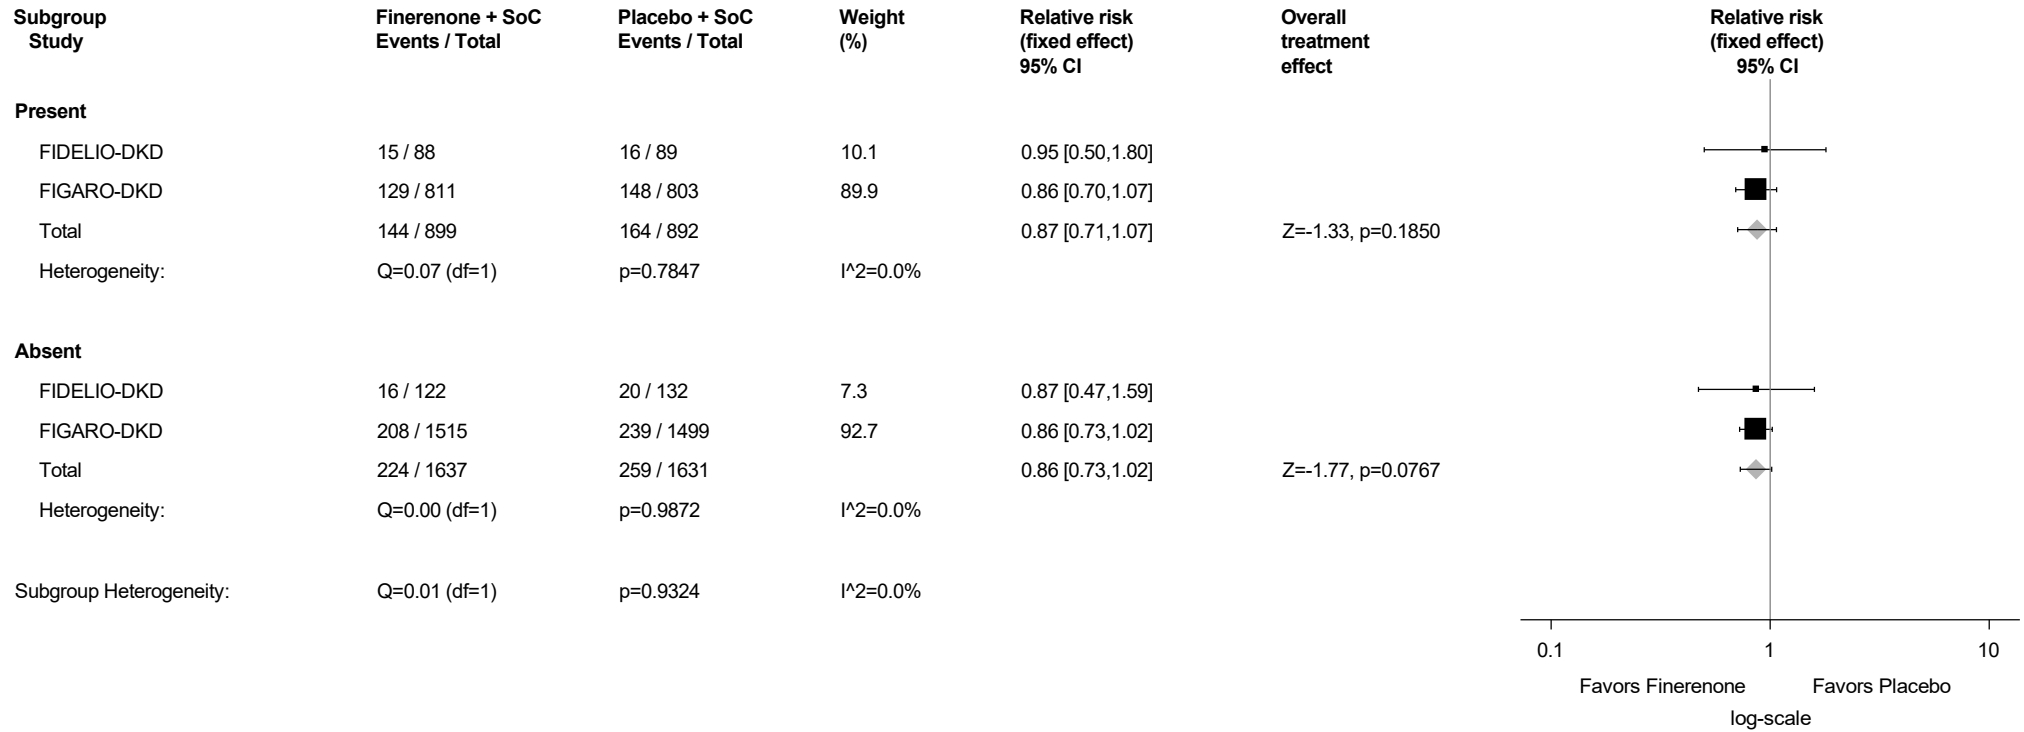 Subgroup Finerenone + SoC Placebo + SoC Weight Relative risk Overall Relative risk
Study Events / Total Events / Total (%) (fixed effect) treatment (fixed effect)
95% CI effect 95% CI
Present
FIDELIO-DKD 15 / 88 16 / 89 10.1 0.95 [0.50,1.80]
FIGARO-DKD 129 / 811 148 / 803 89.9 0.86 [0.70,1.07]
Total 144 / 899 164 / 892 0.87 [0.71,1.07] Z=-1.33, p=0.1850
Heterogeneity: Q=0.07 (df=1) p=0.7847 I^2=0.0%
Absent
FIDELIO-DKD 16 / 122 20 / 132 7.3 0.87 [0.47,1.59]
FIGARO-DKD 208 / 1515 239 / 1499 92.7 0.86 [0.73,1.02]
Total 224 / 1637 259 / 1631 0.86 [0.73,1.02] Z=-1.77, p=0.0767
Heterogeneity: Q=0.00 (df=1) p=0.9872 I^2=0.0%
Subgroup Heterogeneity: Q=0.01 (df=1) p=0.9324 I^2=0.0%
0.1 1 10
Favors Finerenone Favors Placebo
log-scale